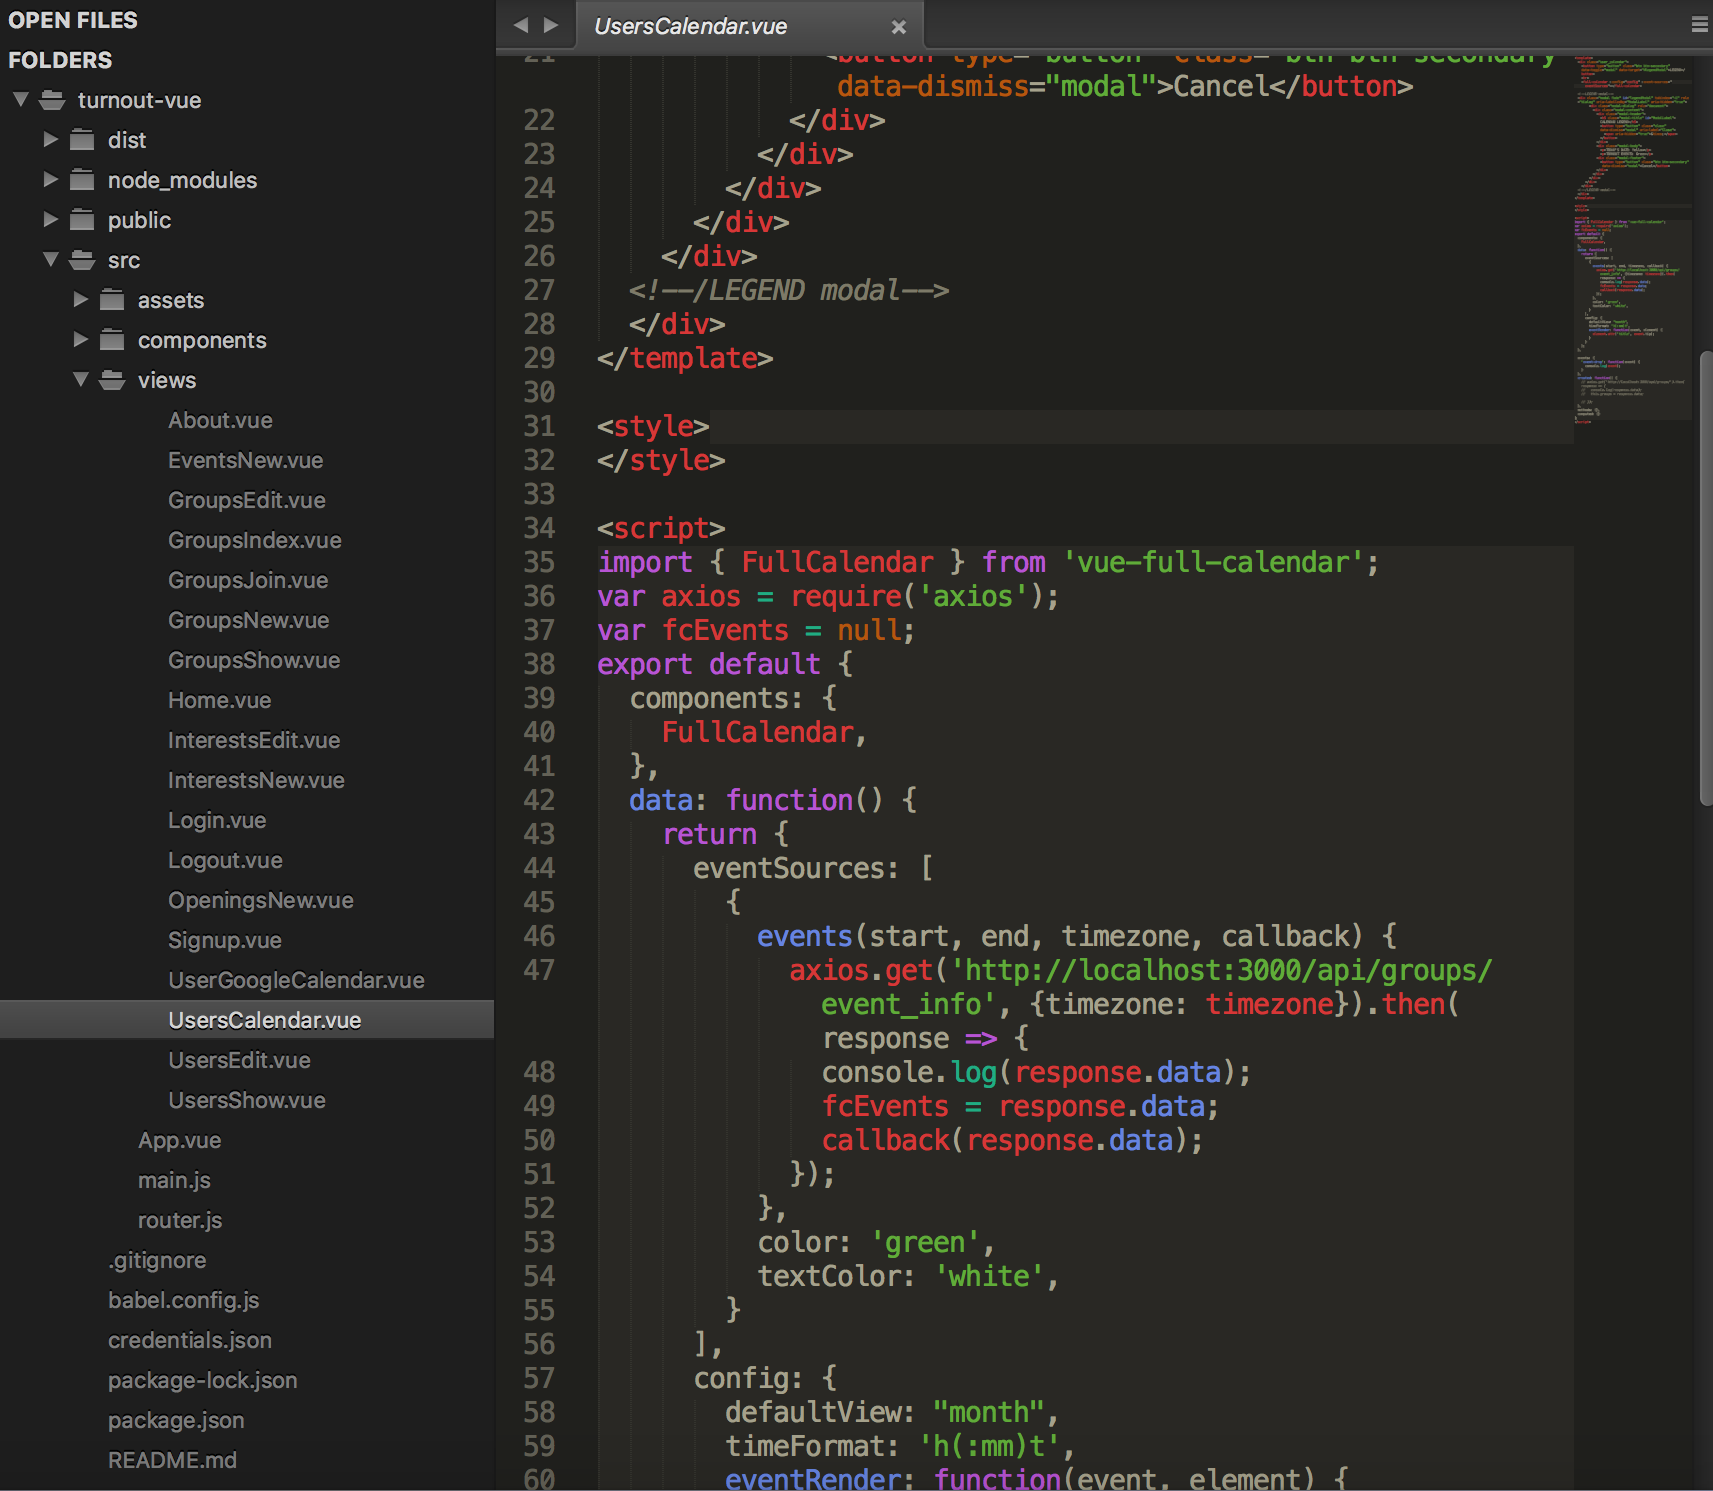 OPEN FILES
FOLDERS
turnout-vue
dist
node_modules
public
src
assets
components
views
About.vue
EventsNew.vue
GroupsEdit.vue
GroupsIndex.vue
GroupsJoin.vue
GroupsNew.vue
GroupsShow.vue
Home.vue
InterestsEdit.vue
InterestsNew.vue
Login.vue
Logout.vue
OpeningsNew.vue
Signup.vue
UserGoogleCalendar.vue
UsersCalendar.vue
UsersEdit.vue
UsersShow.vue
App.vue
main.js
router.js
.gitignore
babel.config.js
credentials.json
package-lock.json
package.json
README.md
UsersCalendar.vue
21 <button type="button" class="btn btn-secondary"
data-dismiss="modal">Cancel</button>
22 </div>
23 </div>
24 </div>
25 </div>
26 </div>
27 <!--/LEGEND modal-->
28 </div>
29 </template>
30
31 <style>
32 </style>
33
34 <script>
35 import { FullCalendar } from 'vue-full-calendar';
36 var axios = require('axios');
37 var fcEvents = null;
38 export default {
39 components: {
40 FullCalendar,
41 },
42 data: function() {
43 return {
44 eventSources: [
45 {
46 events(start, end, timezone, callback) {
47 axios.get('http://localhost:3000/api/groups/
event_info', {timezone: timezone}).then(
response => {
48 console.log(response.data);
49 fcEvents = response.data;
50 callback(response.data);
51 });
52 },
53 color: 'green',
54 textColor: 'white',
55 }
56 ],
57 config: {
58 defaultView: "month",
59 timeFormat: 'h(:mm)t',
60 eventRender: function(event, element) {